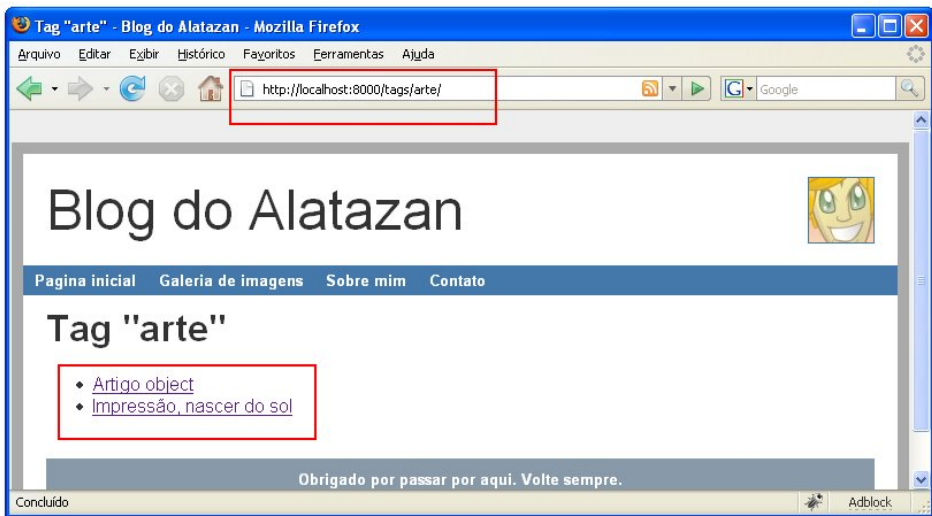 Tag "arte" - Blog do Alatazan - Mozilla Firefox
Arquivo Editar Exibir Histórico Favoritos Ferramentas Ajuda
http://localhost:8000/tags/arte/ G Google
Blog do Alatazan
Pagina inicial Galeria de imagens Sobre mim Contato
Tag "arte"
• Artigo object
• Impressão, nascer do sol
Obrigado por passar por aqui. Volte sempre.
Concluído Adblock